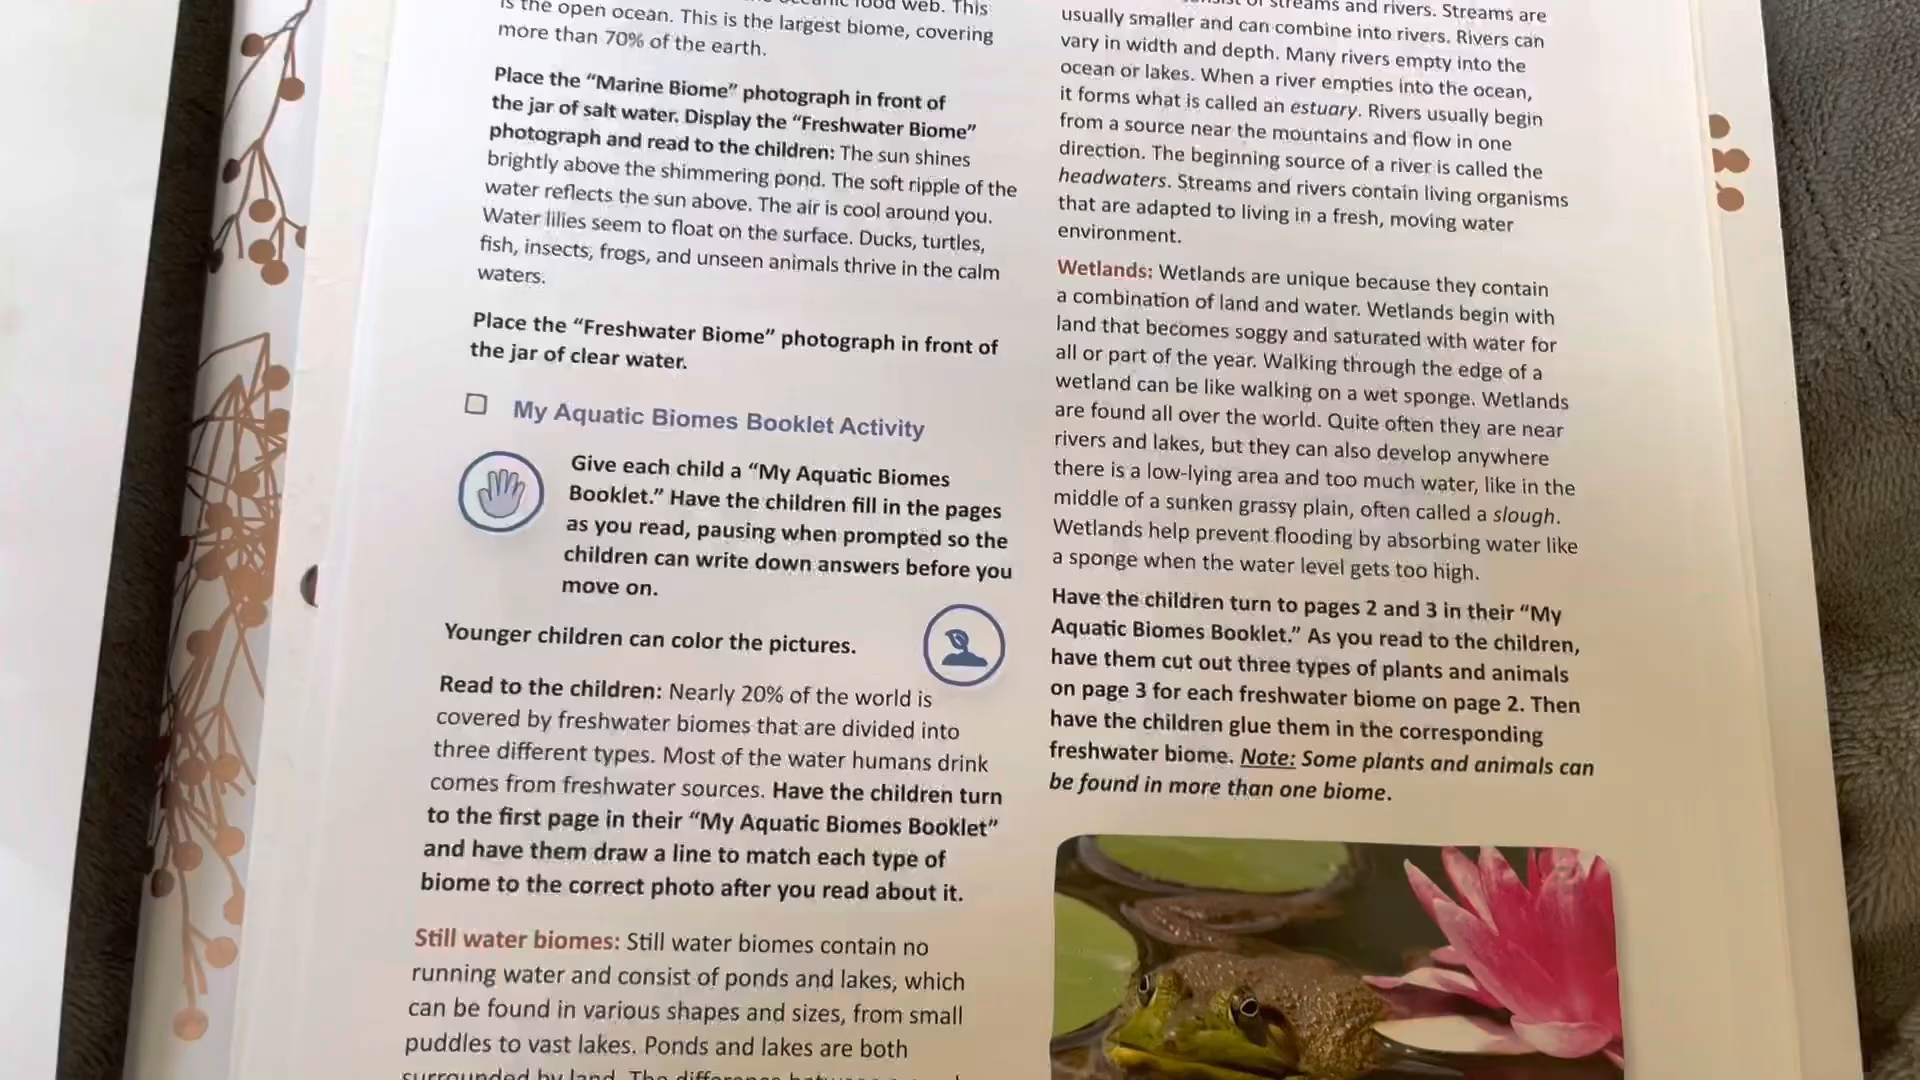 food web. This
is the open ocean. This is the largest biome, covering
more than 70% of the earth.
Place the “Marine Biome” photograph in front of
the jar of salt water. Display the “Freshwater Biome”
photograph and read to the children: The sun shines
brightly above the shimmering pond. The soft ripple of the
water reflects the sun above. The air is cool around you.
Water lilies seem to float on the surface. Ducks, turtles,
fish, insects, frogs, and unseen animals thrive in the calm
waters.
Place the “Freshwater Biome” photograph in front of
the jar of clear water.
My Aquatic Biomes Booklet Activity
Give each child a “My Aquatic Biomes
Booklet.” Have the children fill in the pages
as you read, pausing when prompted so the
children can write down answers before you
move on.
Younger children can color the pictures.
Read to the children: Nearly 20% of the world is
covered by freshwater biomes that are divided into
three different types. Most of the water humans drink
comes from freshwater sources. Have the children turn
to the first page in their “My Aquatic Biomes Booklet”
and have them draw a line to match each type of
biome to the correct photo after you read about it.
Still water biomes: Still water biomes contain no
running water and consist of ponds and lakes, which
can be found in various shapes and sizes, from small
puddles to vast lakes. Ponds and lakes are both
surrounded by land. The difference between
of streams and rivers. Streams are
usually smaller and can combine into rivers. Rivers can
vary in width and depth. Many rivers empty into the
ocean or lakes. When a river empties into the ocean,
it forms what is called an estuary. Rivers usually begin
from a source near the mountains and flow in one
direction. The beginning source of a river is called the
headwaters. Streams and rivers contain living organisms
that are adapted to living in a fresh, moving water
environment.
Wetlands: Wetlands are unique because they contain
a combination of land and water. Wetlands begin with
land that becomes soggy and saturated with water for
all or part of the year. Walking through the edge of a
wetland can be like walking on a wet sponge. Wetlands
are found all over the world. Quite often they are near
rivers and lakes, but they can also develop anywhere
there is a low-lying area and too much water, like in the
middle of a sunken grassy plain, often called a slough.
Wetlands help prevent flooding by absorbing water like
a sponge when the water level gets too high.
Have the children turn to pages 2 and 3 in their “My
Aquatic Biomes Booklet.” As you read to the children,
have them cut out three types of plants and animals
on page 3 for each freshwater biome on page 2. Then
have the children glue them in the corresponding
freshwater biome. Note: Some plants and animals can
be found in more than one biome.